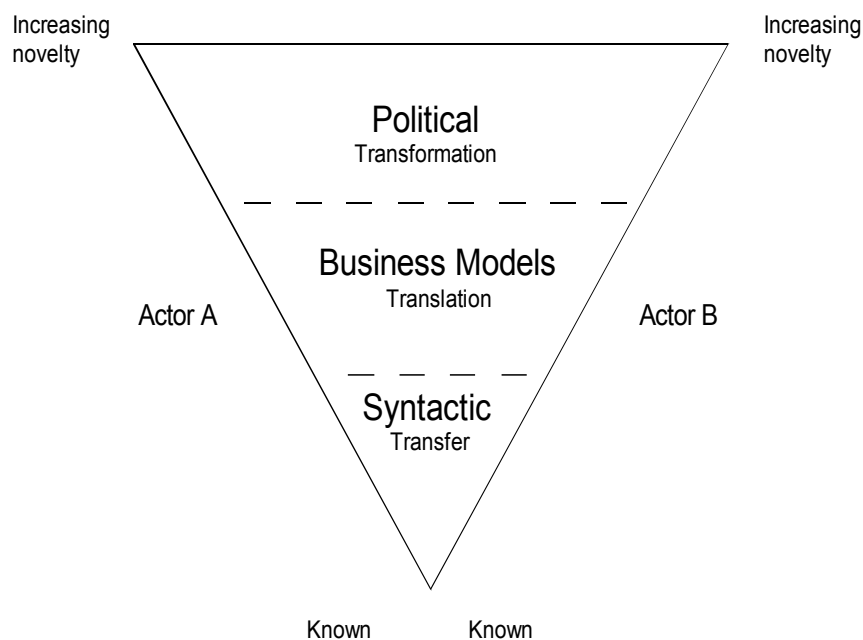 Increasing
novelty
Increasing
novelty
Political
Transformation
Business Models
Translation
Actor A
Actor B
Syntactic
Transfer
Known
Known